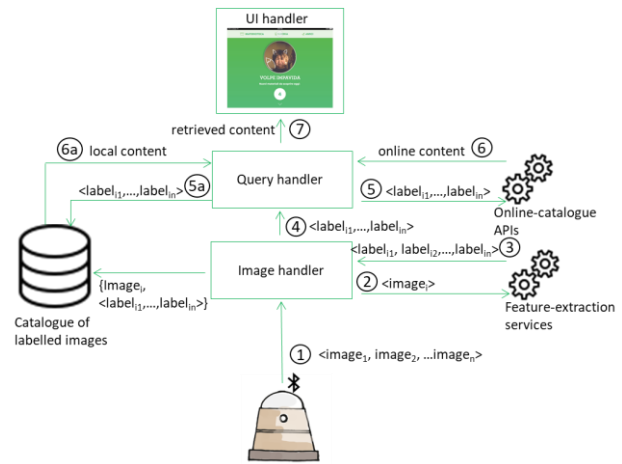 UI handler
VOLPE IMPAVIDA
retrieved content 7
6a local content
online content 6
<label_i1,...,label_in> 5a
Query handler
5 <label_i1,...,label_in>
Online-catalogue
APIs
4 <label_i1,...,label_in>
<label_i1, label_i2,...,label_in> 3
Image handler
{Image_i,
<label_i1,...,label_in>}
2 <image_i>
Catalogue of
labelled images
Feature-extraction
services
1 <image_1, image_2, ...image_n>